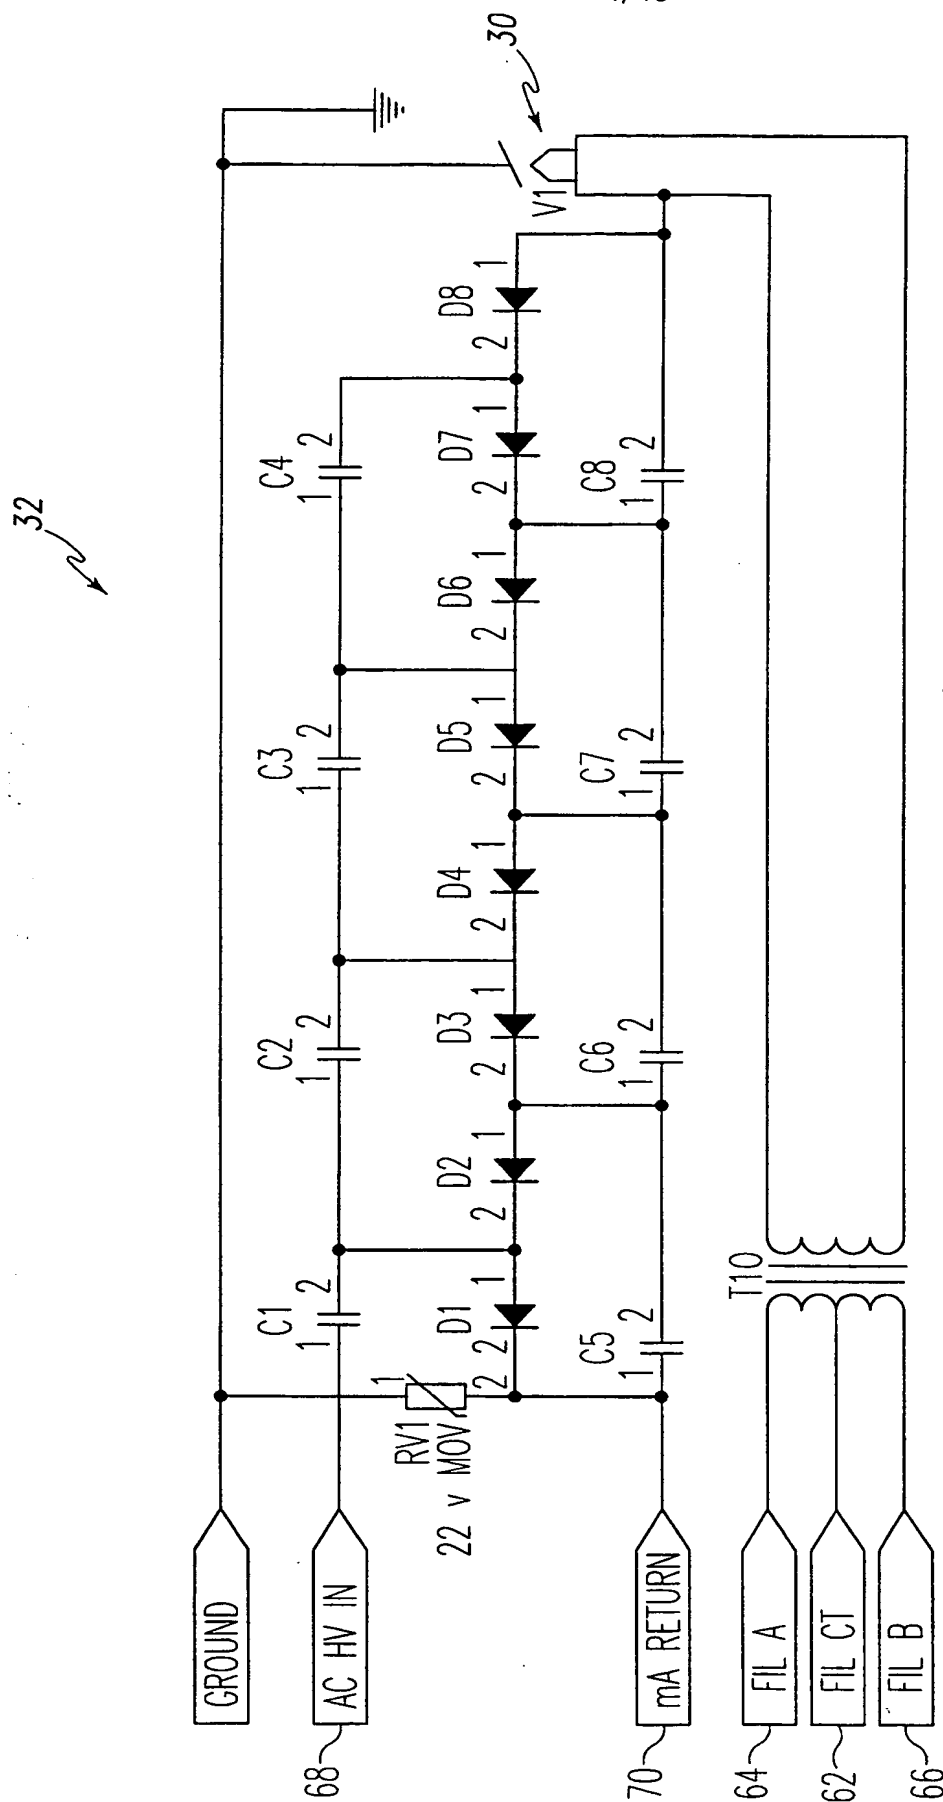 32
30
GROUND
AC HV IN
68
mA RETURN
70
FIL A
64
FIL CT
62
FIL B
66
RV1
MOV
22 v
1
2
C1
1 2
C2
1 2
C3
1 2
C4
1 2
D1
2 1
D2
2 1
D3
2 1
D4
2 1
D5
2 1
D6
2 1
D7
2 1
D8
2 1
C5
1 2
C6
1 2
C7
1 2
C8
1 2
V1
T10